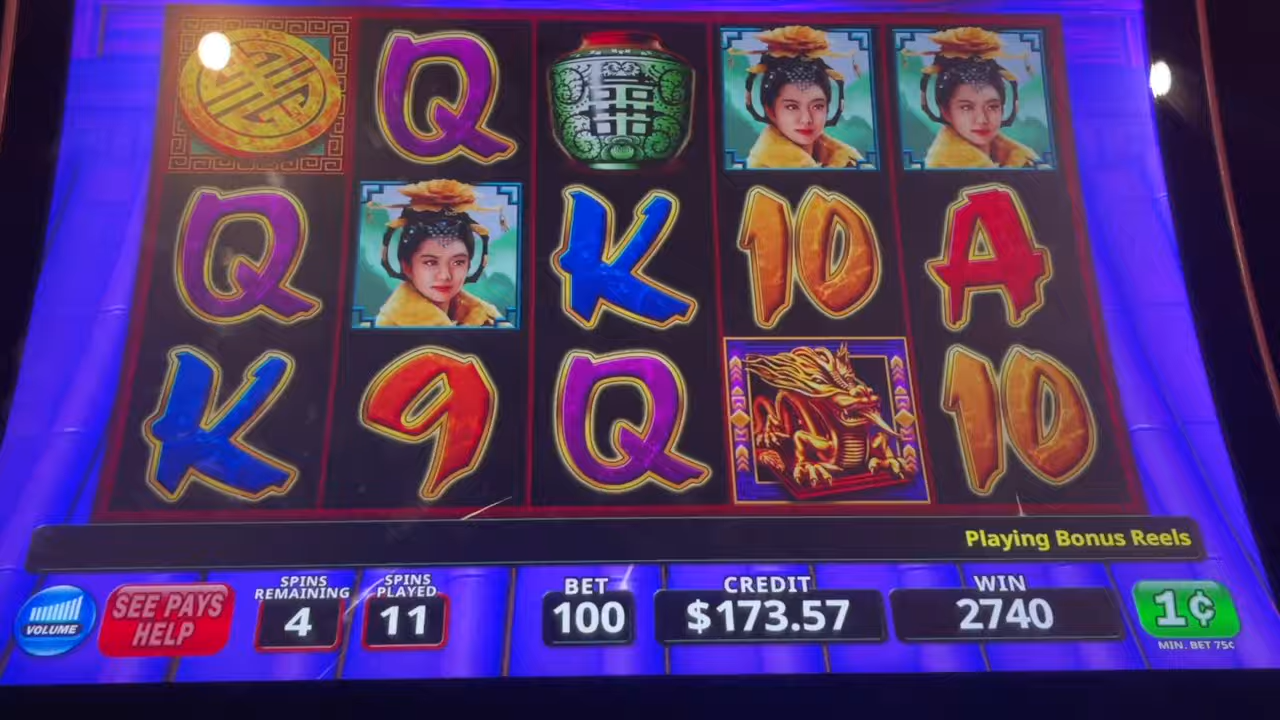 Q
Q K 10 A
K 9 Q 10
Playing Bonus Reels
VOLUME
SEE PAYS
HELP
SPINS
REMAINING
4
SPINS
PLAYED
11
BET
100
CREDIT
$173.57
WIN
2740
1¢
MIN. BET 75¢